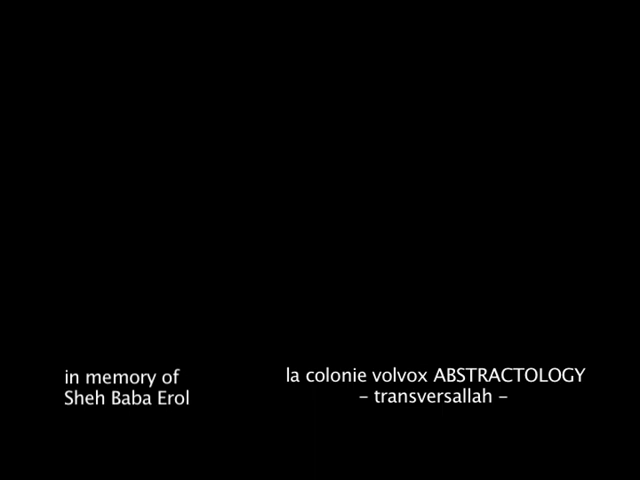 in memory of
Sheh Baba Erol
la colonie volvox ABSTRACTOLOGY
– transversallah –